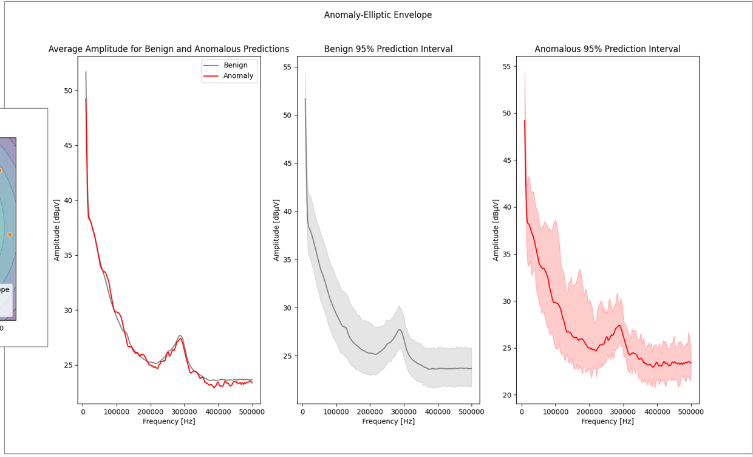 Anomaly-Elliptic Envelope
Average Amplitude for Benign and Anomalous Predictions
Benign
Anomaly
50
45
40
35
30
25
Amplitude [dBμV]
0 100000 200000 300000 400000 500000
Frequency [Hz]
Benign 95% Prediction Interval
55
50
45
40
35
30
25
Amplitude [dBμV]
0 100000 200000 300000 400000 500000
Frequency [Hz]
Anomalous 95% Prediction Interval
55
50
45
40
35
30
25
20
Amplitude [dBμV]
0 100000 200000 300000 400000 500000
Frequency [Hz]
ope
0